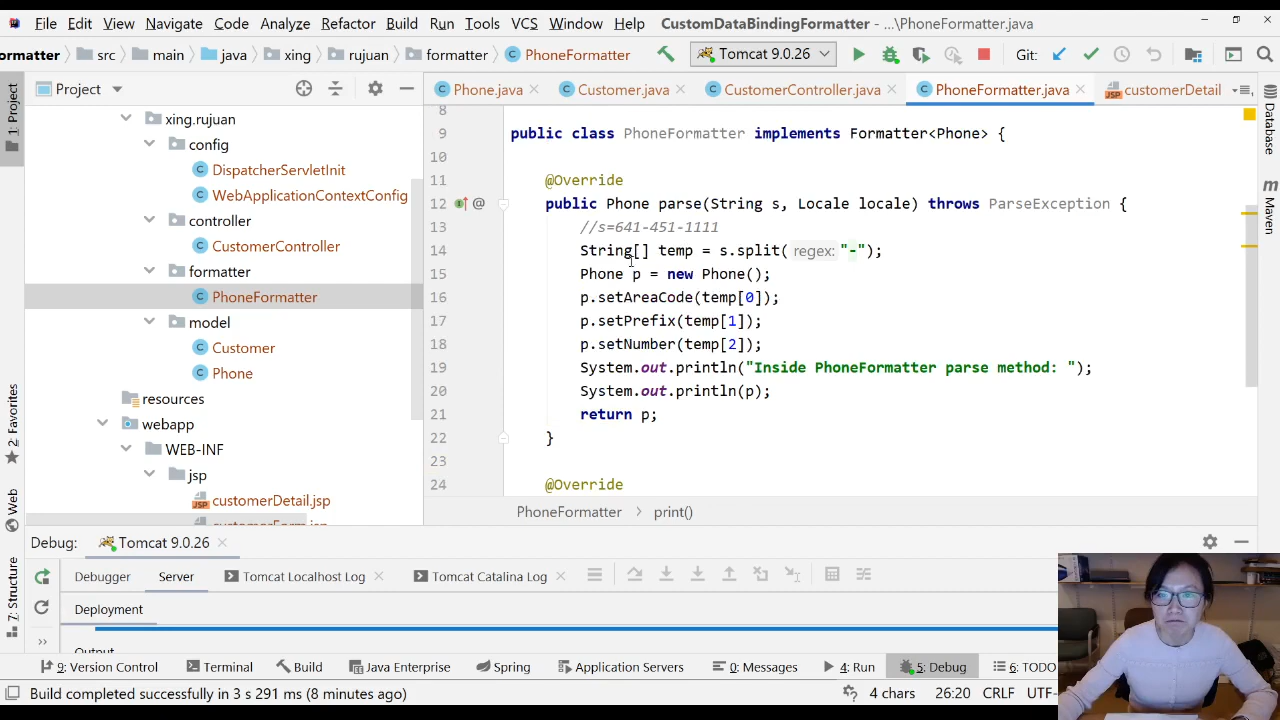 File Edit View Navigate Code Analyze Refactor Build Run Tools VCS Window Help CustomDataBindingFormatter - ...\PhoneFormatter.java
ormatter src main java xing rujuan formatter PhoneFormatter Tomcat 9.0.26 Git:
1: Project
2: Favorites
Web
7: Structure
Project
xing.rujuan
config
DispatcherServletInit
WebApplicationContextConfig
controller
CustomerController
formatter
PhoneFormatter
model
Customer
Phone
resources
webapp
WEB-INF
jsp
customerDetail.jsp
customerForm.jsp
Phone.java Customer.java CustomerController.java PhoneFormatter.java customerDetail
8
9 public class PhoneFormatter implements Formatter<Phone> {
10
11 @Override
12 public Phone parse(String s, Locale locale) throws ParseException {
13 //s=641-451-1111
14 String[] temp = s.split( regex: "-");
15 Phone p = new Phone();
16 p.setAreaCode(temp[0]);
17 p.setPrefix(temp[1]);
18 p.setNumber(temp[2]);
19 System.out.println("Inside PhoneFormatter parse method: ");
20 System.out.println(p);
21 return p;
22 }
23
24 @Override
PhoneFormatter print()
Database
Maven
Debug: Tomcat 9.0.26
Debugger Server Tomcat Localhost Log Tomcat Catalina Log
Deployment
Output
9: Version Control Terminal Build Java Enterprise Spring Application Servers 0: Messages 4: Run 5: Debug 6: TODO
Build completed successfully in 3 s 291 ms (8 minutes ago) 4 chars 26:20 CRLF UTF-